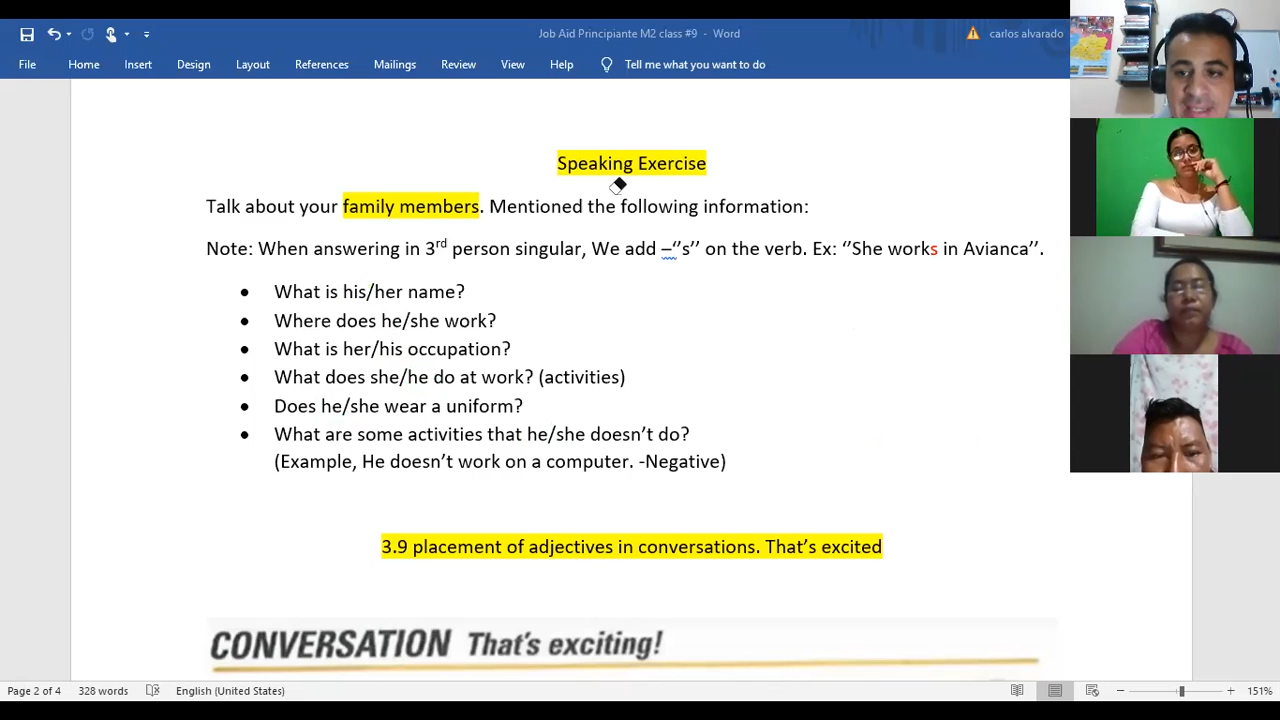 Job Aid Principiante M2 class #9 - Word
carlos alvarado
File Home Insert Design Layout References Mailings Review View Help Tell me what you want to do
Speaking Exercise
Talk about your family members. Mentioned the following information:
Note: When answering in 3rd person singular, We add –‘’s’’ on the verb. Ex: ‘’She works in Avianca’’.
• What is his/her name?
• Where does he/she work?
• What is her/his occupation?
• What does she/he do at work? (activities)
• Does he/she wear a uniform?
• What are some activities that he/she doesn’t do?
(Example, He doesn’t work on a computer. -Negative)
3.9 placement of adjectives in conversations. That’s excited
CONVERSATION That's exciting!
Page 2 of 4 328 words English (United States) 151%